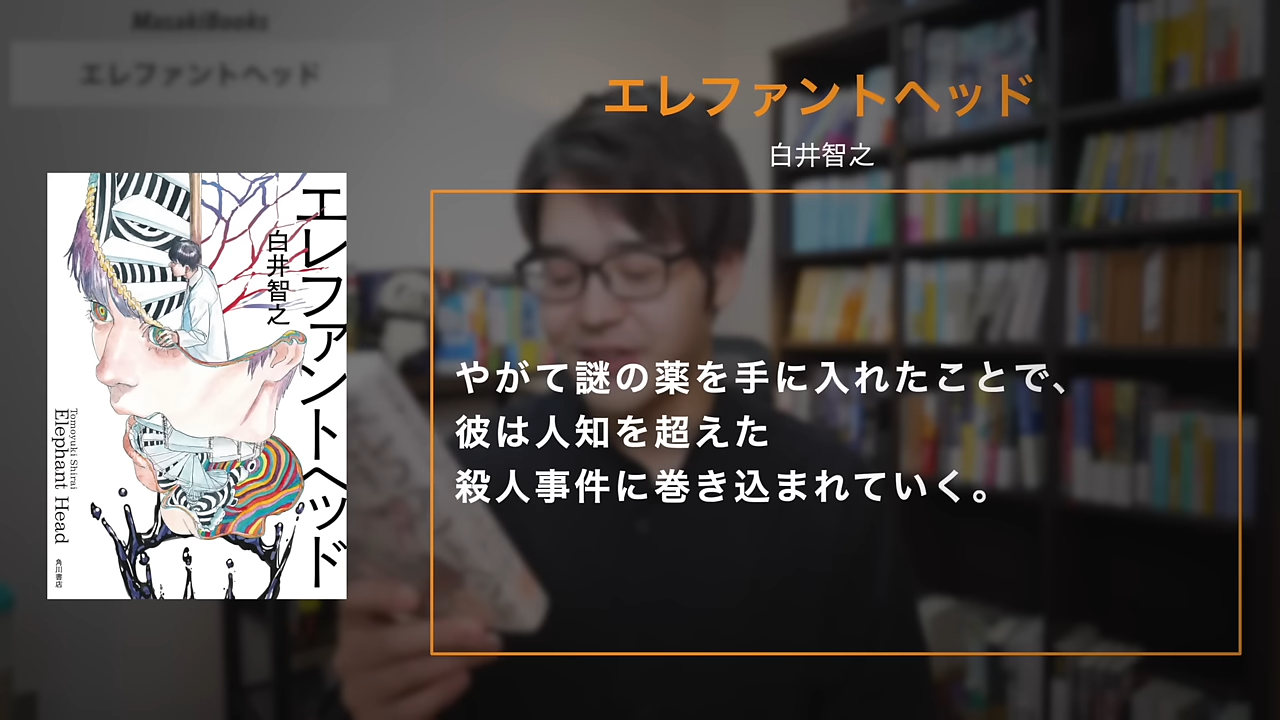 MasakiBooks
エレファントヘッド
エレファントヘッド
白井智之
エレファントヘッド
白井智之
Tomoyuki Shirai
Elephant Head
角川書店
やがて謎の薬を手に入れたことで、
彼は人知を超えた
殺人事件に巻き込まれていく。